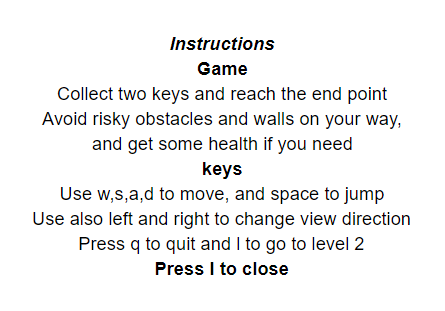 Instructions
Game
Collect two keys and reach the end point
Avoid risky obstacles and walls on your way,
and get some health if you need
keys
Use w,s,a,d to move, and space to jump
Use also left and right to change view direction
Press q to quit and l to go to level 2
Press I to close